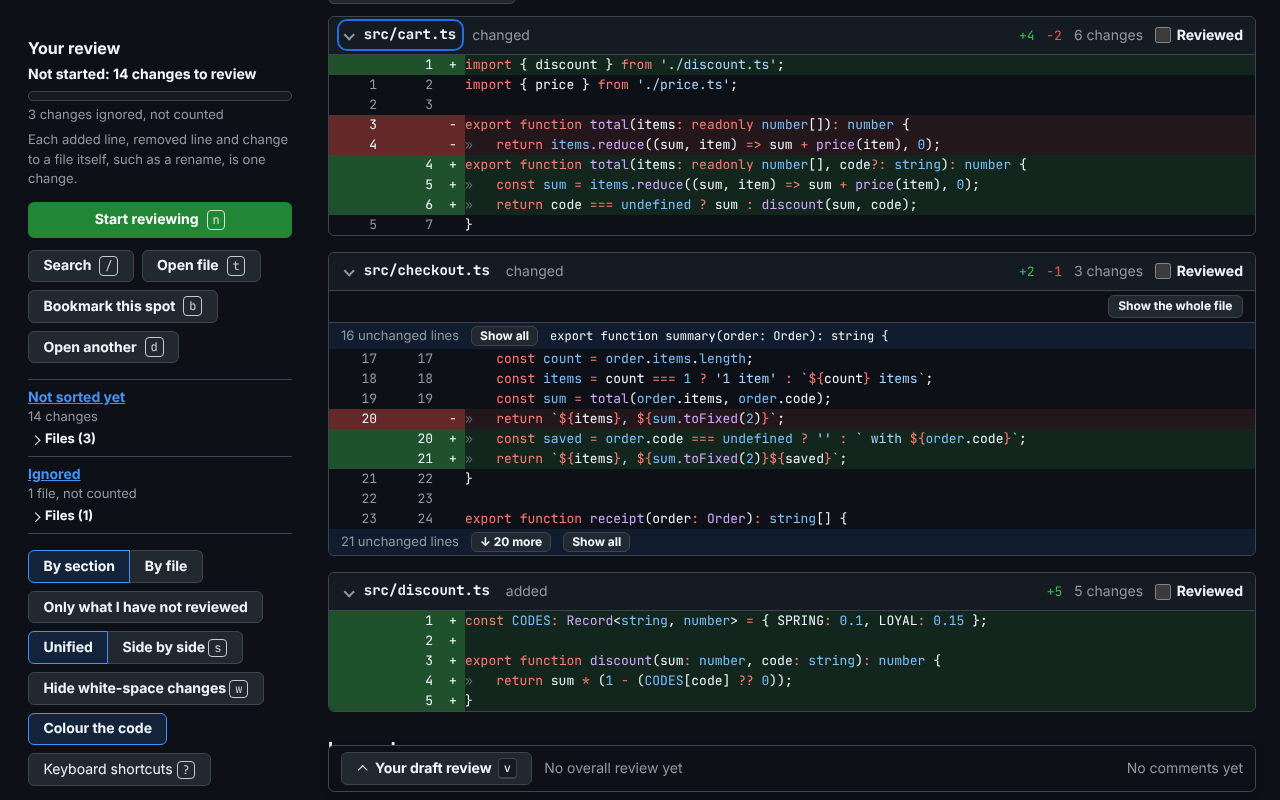 Your review
Not started: 14 changes to review
3 changes ignored, not counted
Each added line, removed line and change
to a file itself, such as a rename, is one
change.
Start reviewing n
Search /
Open file t
Bookmark this spot b
Open another d
Not sorted yet
14 changes
Files (3)
Ignored
1 file, not counted
Files (1)
By section
By file
Only what I have not reviewed
Unified
Side by side s
Hide white-space changes w
Colour the code
Keyboard shortcuts ?
src/cart.ts changed +4 -2 6 changes Reviewed
1 + import { discount } from './discount.ts';
1 2 import { price } from './price.ts';
2 3
3 - export function total(items: readonly number[]): number {
4 - » return items.reduce((sum, item) => sum + price(item), 0);
4 + export function total(items: readonly number[], code?: string): number {
5 + » const sum = items.reduce((sum, item) => sum + price(item), 0);
6 + » return code === undefined ? sum : discount(sum, code);
5 7 }
src/checkout.ts changed +2 -1 3 changes Reviewed
Show the whole file
16 unchanged lines Show all export function summary(order: Order): string {
17 17 const count = order.items.length;
18 18 const items = count === 1 ? '1 item' : `${count} items`;
19 19 const sum = total(order.items, order.code);
20 - » return `${items}, ${sum.toFixed(2)}`;
20 + » const saved = order.code === undefined ? '' : ` with ${order.code}`;
21 + » return `${items}, ${sum.toFixed(2)}${saved}`;
21 22 }
22 23
23 24 export function receipt(order: Order): string[] {
21 unchanged lines ↓ 20 more Show all
src/discount.ts added +5 5 changes Reviewed
1 + const CODES: Record<string, number> = { SPRING: 0.1, LOYAL: 0.15 };
2 +
3 + export function discount(sum: number, code: string): number {
4 + » return sum * (1 - (CODES[code] ?? 0));
5 + }
Your draft review v
No overall review yet
No comments yet